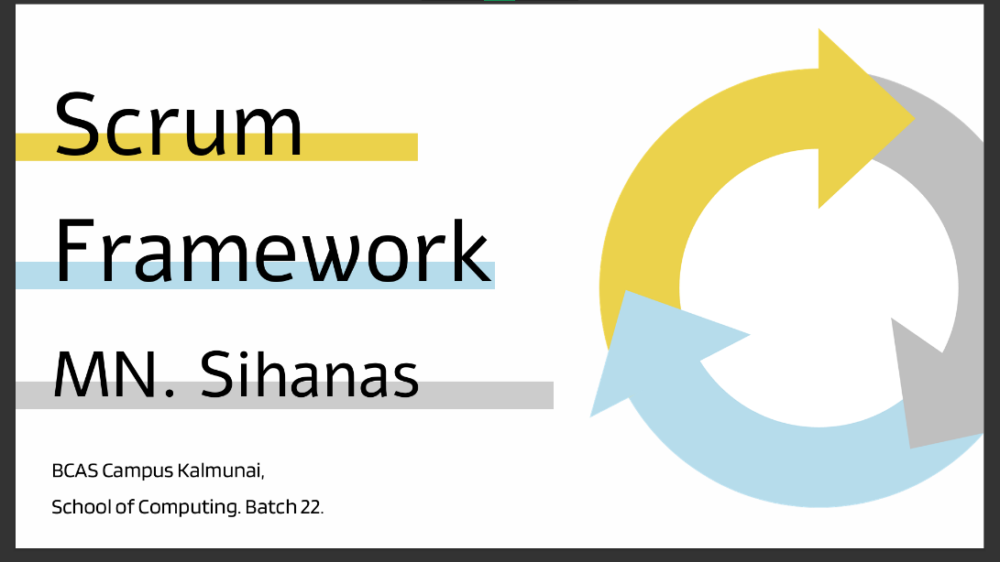 Scrum
Framework
MN. Sihanas
BCAS Campus Kalmunai,
School of Computing. Batch 22.